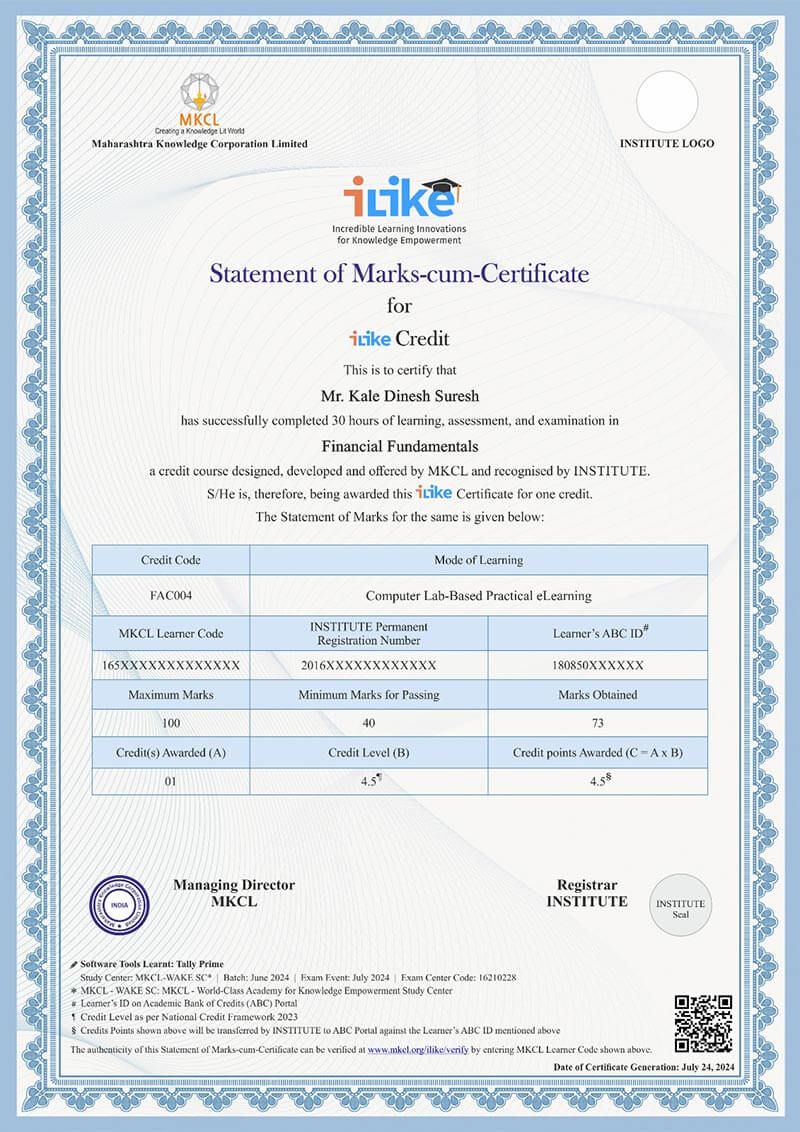 MKCL
Creating a Knowledge Lit World
Maharashtra Knowledge Corporation Limited
INSTITUTE LOGO
iLike
Incredible Learning Innovations
for Knowledge Empowerment
Statement of Marks-cum-Certificate
for
iLike Credit
This is to certify that
Mr. Kale Dinesh Suresh
has successfully completed 30 hours of learning, assessment, and examination in
Financial Fundamentals
a credit course designed, developed and offered by MKCL and recognised by INSTITUTE.
S/He is, therefore, being awarded this iLike Certificate for one credit.
The Statement of Marks for the same is given below:
Credit Code Mode of Learning
FAC004 Computer Lab-Based Practical eLearning
MKCL Learner Code INSTITUTE Permanent Registration Number Learner's ABC ID#
165XXXXXXXXXXXXX 2016XXXXXXXXXXXX 180850XXXXXX
Maximum Marks Minimum Marks for Passing Marks Obtained
100 40 73
Credit(s) Awarded (A) Credit Level (B) Credit points Awarded (C = A x B)
01 4.5¶ 4.5§
Managing Director
MKCL
Registrar
INSTITUTE
Maharashtra Knowledge Corporation Limited
INDIA
INSTITUTE
Seal
Software Tools Learnt: Tally Prime
Study Center: MKCL-WAKE SC* | Batch: June 2024 | Exam Event: July 2024 | Exam Center Code: 16210228
* MKCL - WAKE SC: MKCL - World-Class Academy for Knowledge Empowerment Study Center
# Learner's ID on Academic Bank of Credits (ABC) Portal
¶ Credit Level as per National Credit Framework 2023
§ Credits Points shown above will be transferred by INSTITUTE to ABC Portal against the Learner's ABC ID mentioned above
The authenticity of this Statement of Marks-cum-Certificate can be verified at www.mkcl.org/ilike/verify by entering MKCL Learner Code shown above.
Date of Certificate Generation: July 24, 2024